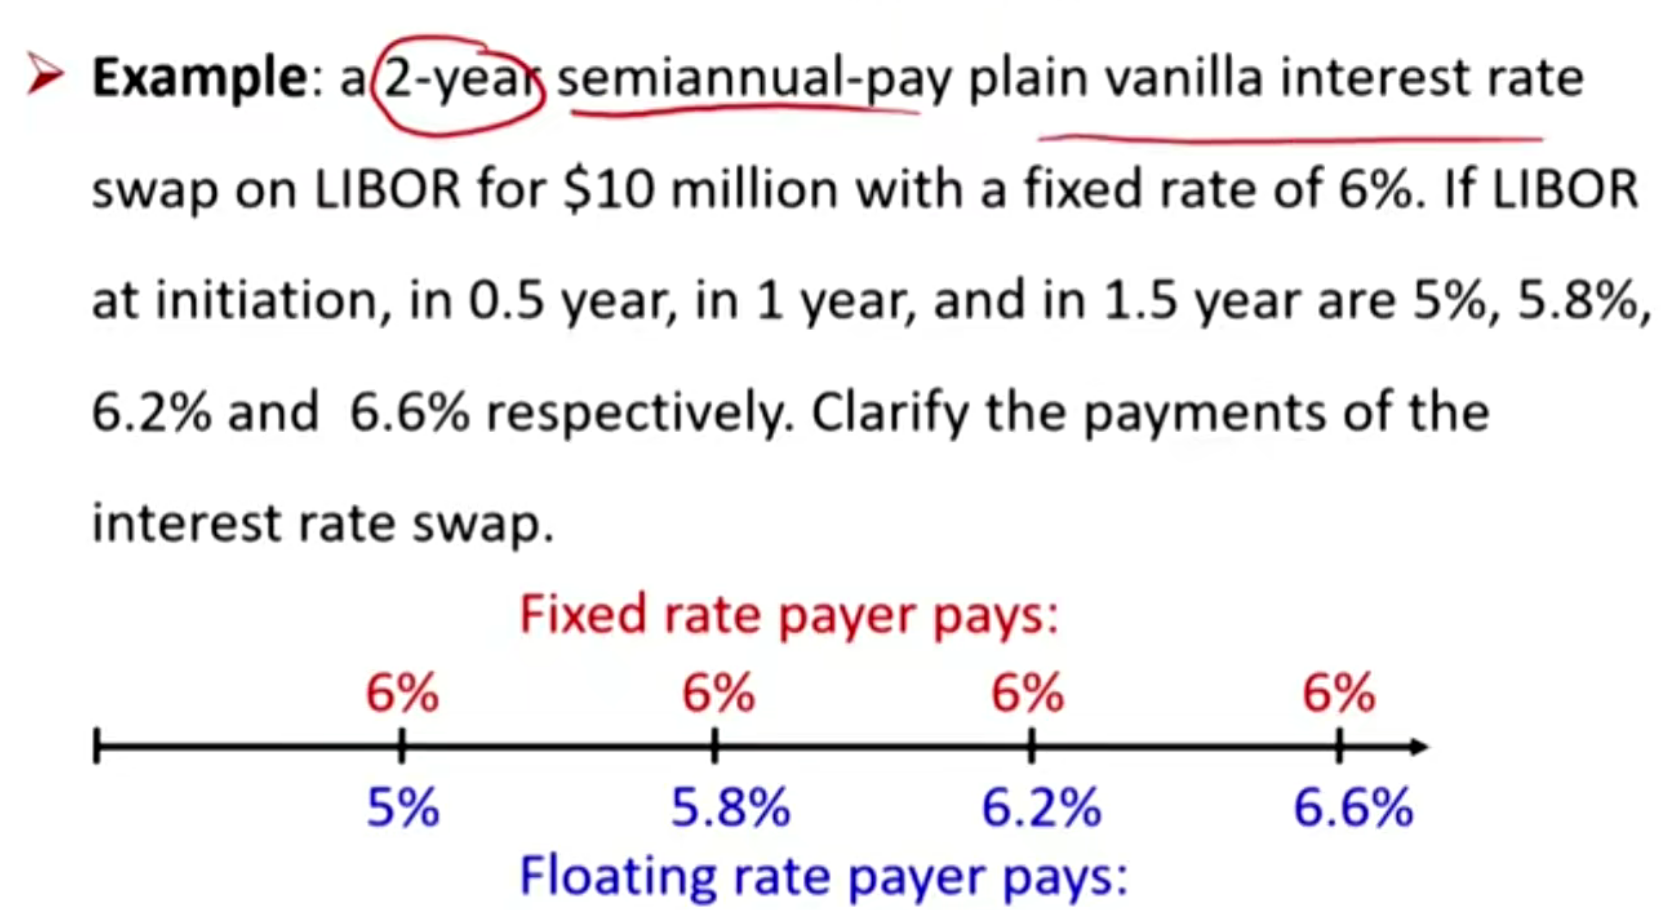 Example: a 2-year semiannual-pay plain vanilla interest rate
swap on LIBOR for $10 million with a fixed rate of 6%. If LIBOR
at initiation, in 0.5 year, in 1 year, and in 1.5 year are 5%, 5.8%,
6.2% and 6.6% respectively. Clarify the payments of the
interest rate swap.
Fixed rate payer pays:
6% 6% 6% 6%
5% 5.8% 6.2% 6.6%
Floating rate payer pays: